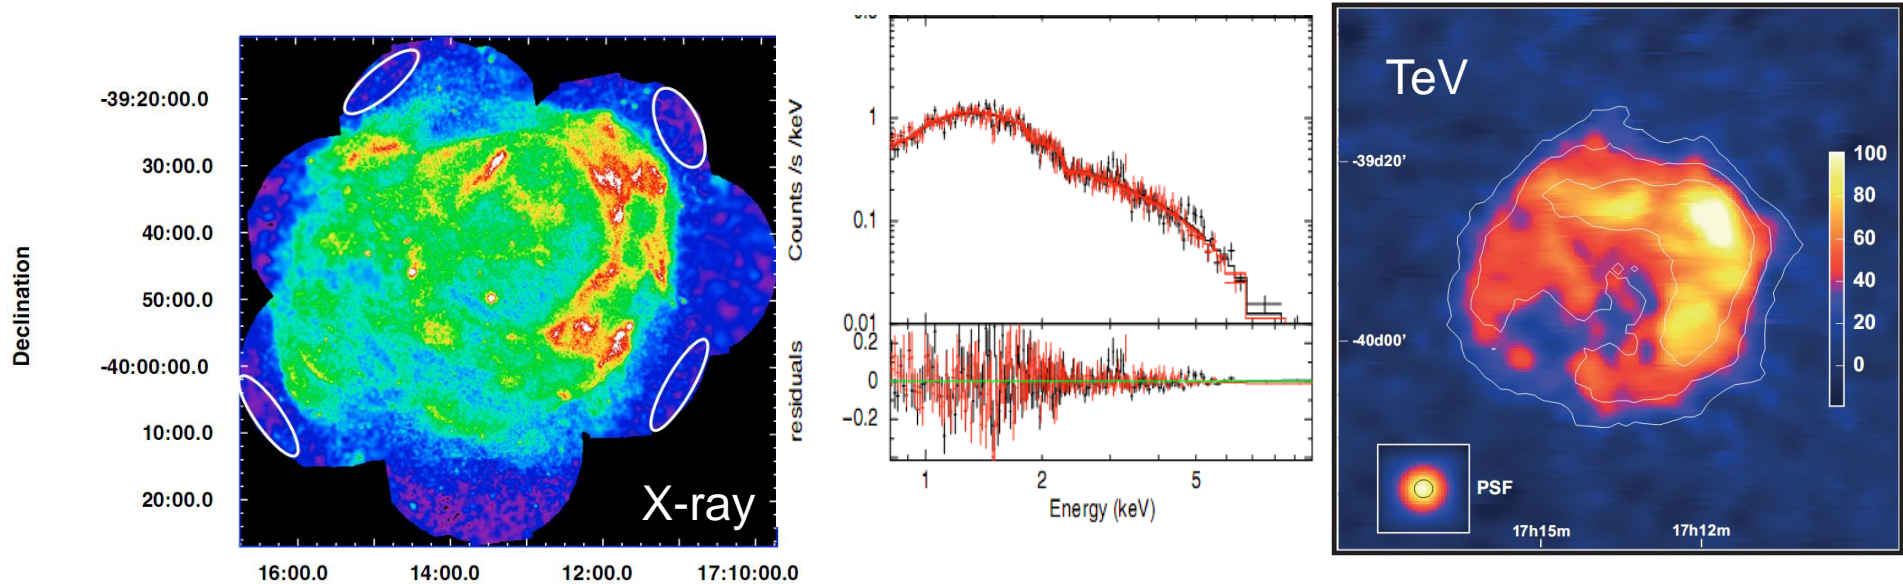 Declination
-39:20:00.0
30:00.0
40:00.0
50:00.0
-40:00:00.0
10:00.0
20:00.0
16:00.0
14:00.0
12:00.0
17:10:00.0
X-ray
Counts /s /keV
1
0.1
0.01
residuals
0.2
0
−0.2
1
2
5
Energy (keV)
TeV
-39d20'
-40d00'
100
80
60
40
20
0
PSF
17h15m
17h12m